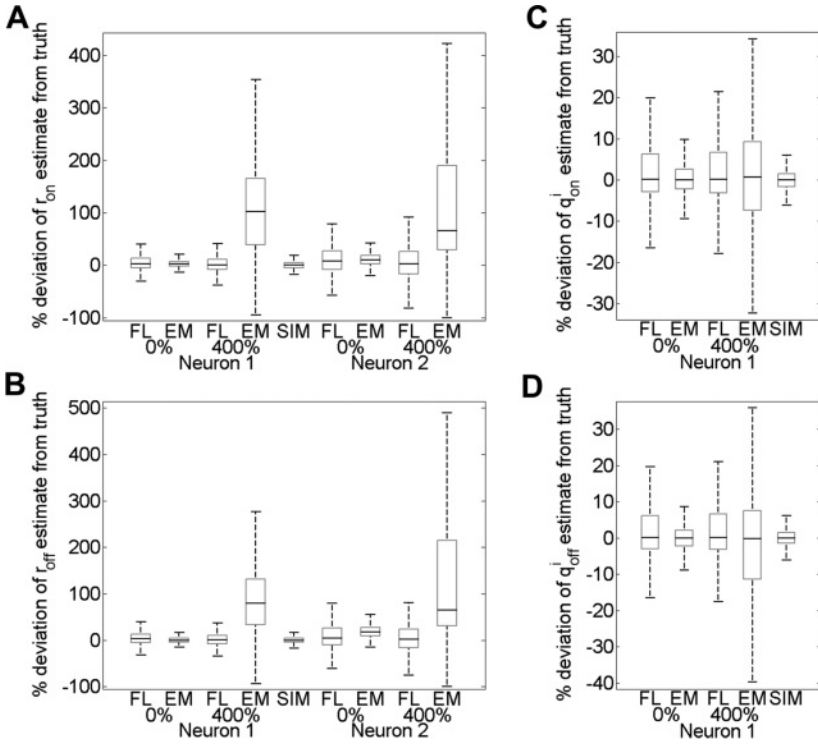 A
% deviation of r_on estimate from truth
400
300
200
100
0
-100
FL EM FL EM SIM FL EM FL EM
0% 400% 0% 400%
Neuron 1 Neuron 2
C
% deviation of q^i_on estimate from truth
30
20
10
0
-10
-20
-30
FL EM FL EM SIM
0% 400%
Neuron 1
B
% deviation of r_off estimate from truth
500
400
300
200
100
0
-100
FL EM FL EM SIM FL EM FL EM
0% 400% 0% 400%
Neuron 1 Neuron 2
D
% deviation of q^i_off estimate from truth
30
20
10
0
-10
-20
-30
-40
FL EM FL EM SIM
0% 400%
Neuron 1